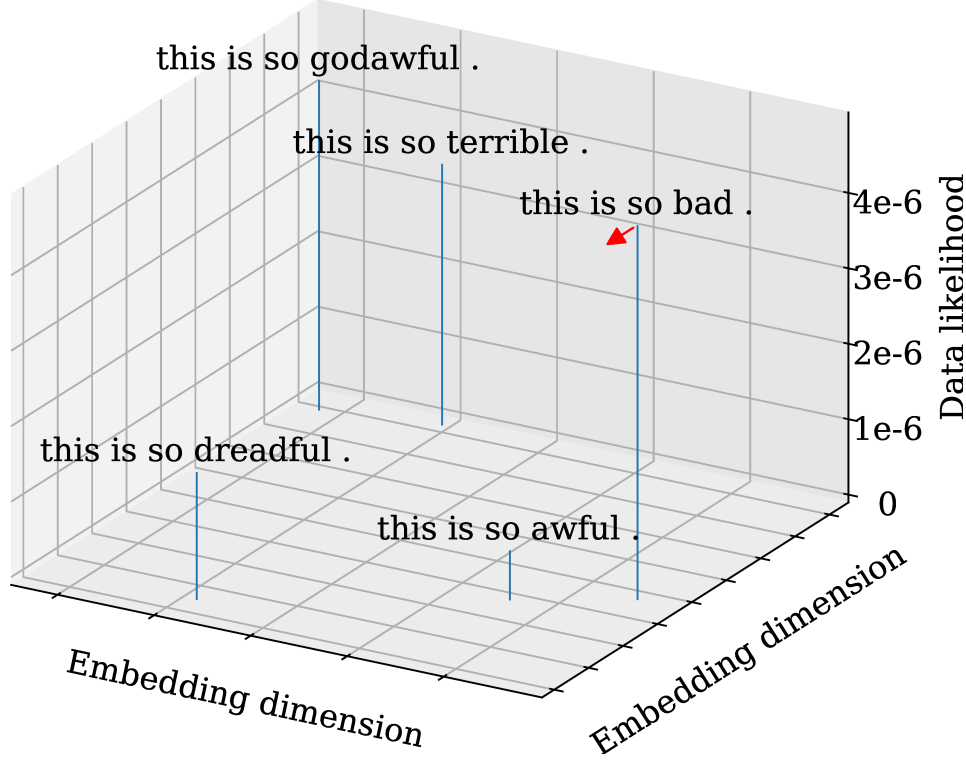 this is so godawful .
this is so terrible .
this is so bad .
this is so dreadful .
this is so awful .
4e-6
3e-6
2e-6
1e-6
0
Data likelihood
Embedding dimension
Embedding dimension